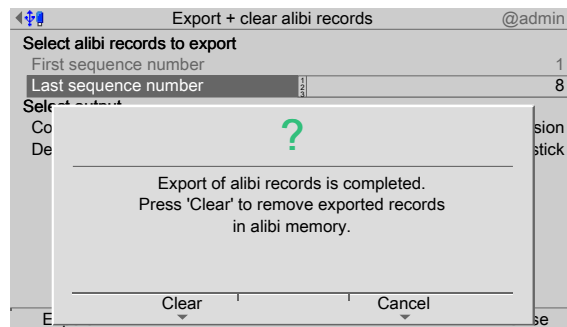 Export + clear alibi records @admin
Select alibi records to export
First sequence number 1
Last sequence number 8
Export of alibi records is completed.
Press 'Clear' to remove exported records
in alibi memory.
Clear Cancel